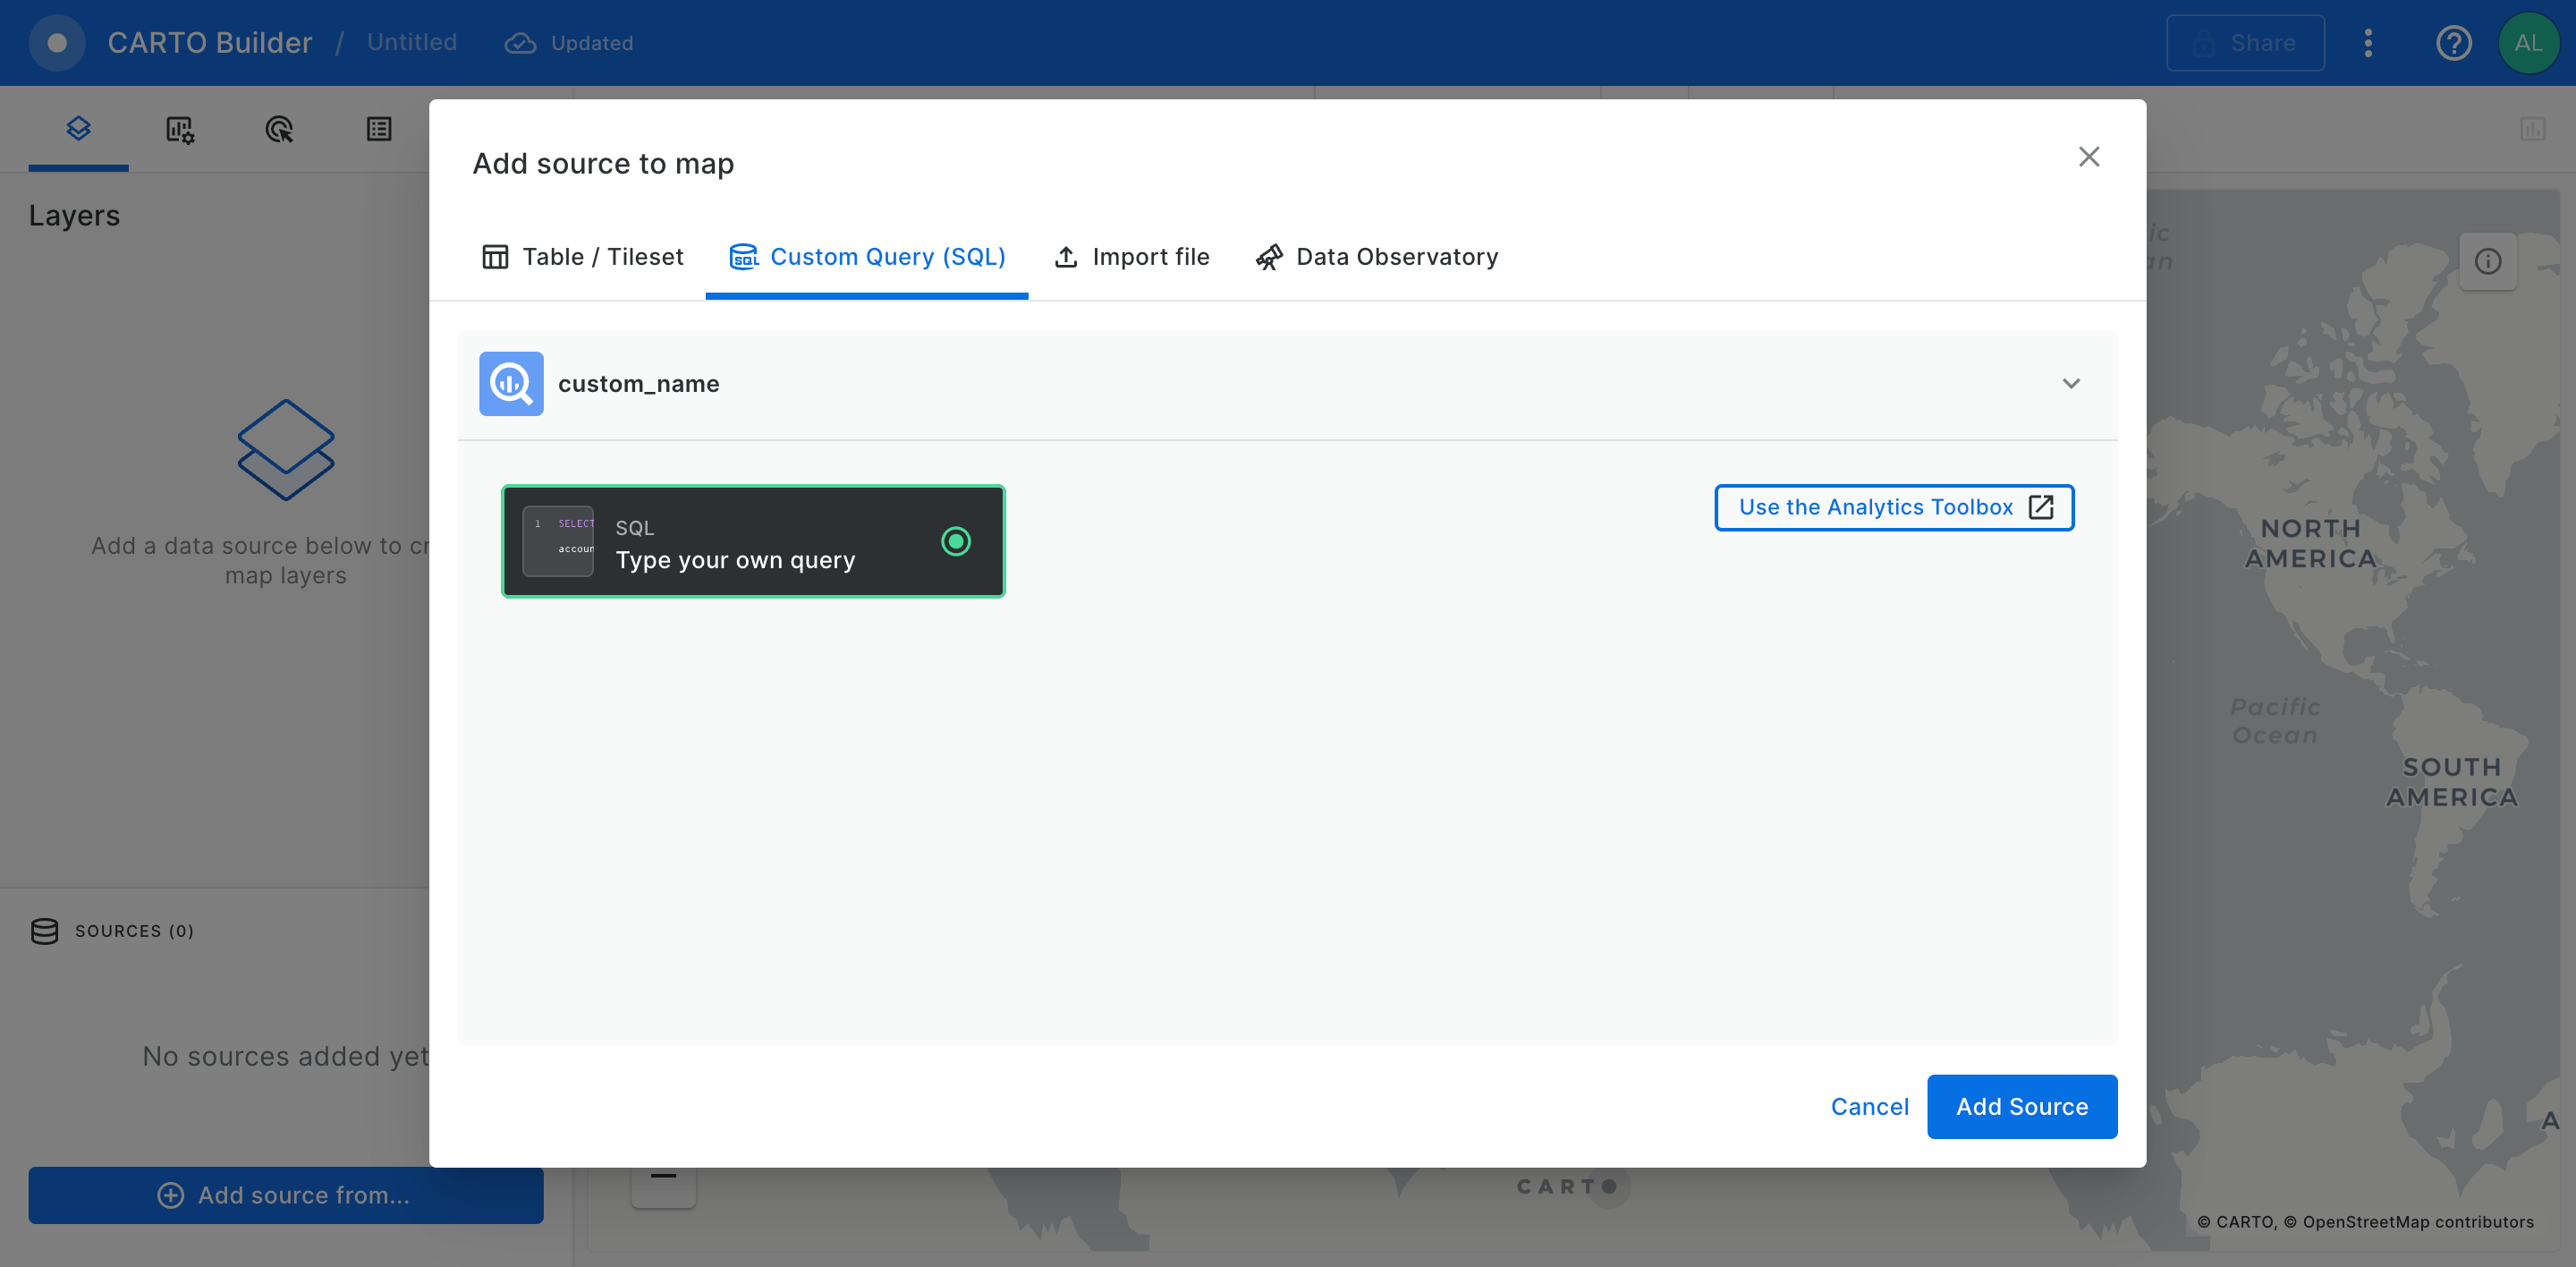 CARTO Builder / Untitled Updated Share AL
Add source to map
Table / Tileset Custom Query (SQL) Import file Data Observatory
Layers
custom_name
1 SELECT
accoun
SQL
Type your own query
Use the Analytics Toolbox
Add a data source below to cr
map layers
NORTH
AMERICA
Pacific
Ocean
SOUTH
AMERICA
SOURCES (0)
No sources added yet
Cancel Add Source
Add source from...
CARTO
© CARTO, © OpenStreetMap contributors